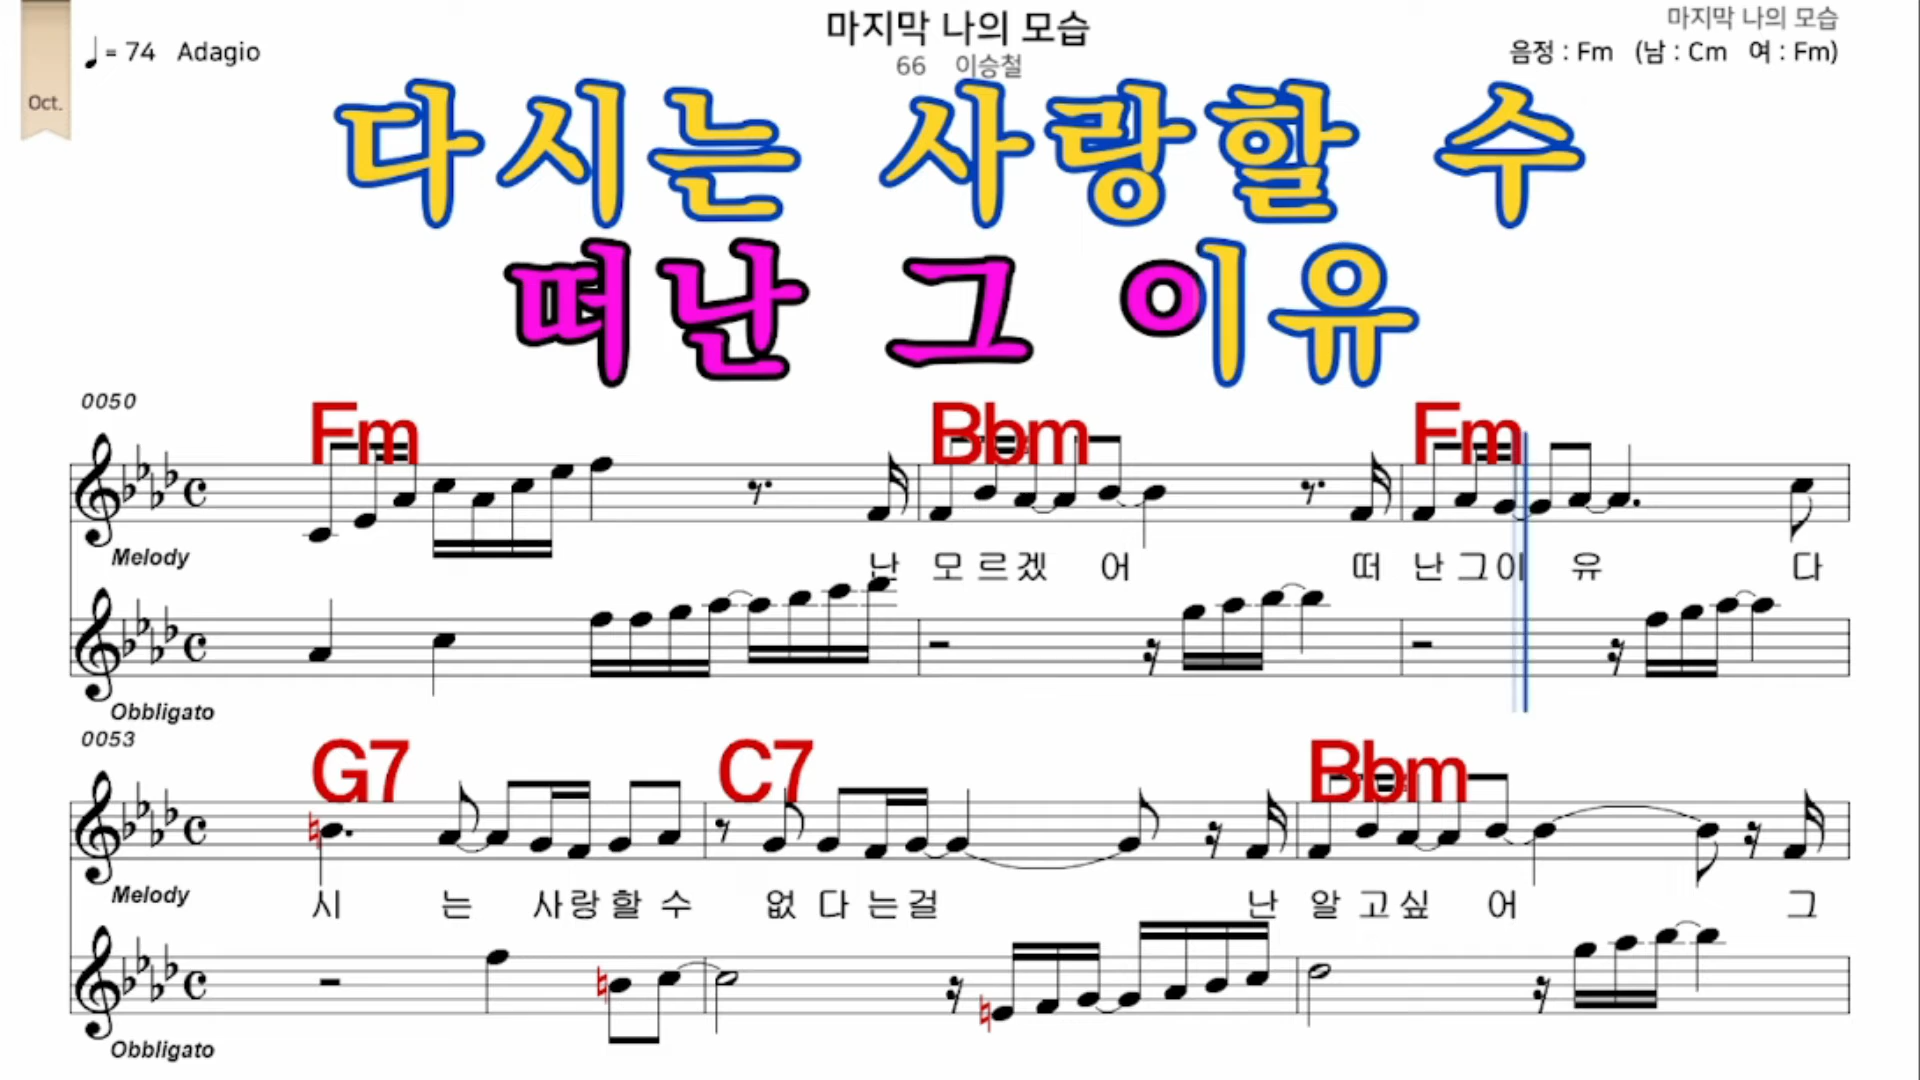 마지막 나의 모습
마지막 나의 모습
♩= 74 Adagio
66 이승철
음정 : Fm (남 : Cm 여 : Fm)
Oct.
다시는 사랑할 수
떠난 그 이유
0050
Fm Bbm Fm
Melody
난 모르겠어 떠난그이유 다
Obbligato
0053
G7 C7 Bbm
Melody
시는 사랑할수 없다는걸 난 알고싶어 그
Obbligato